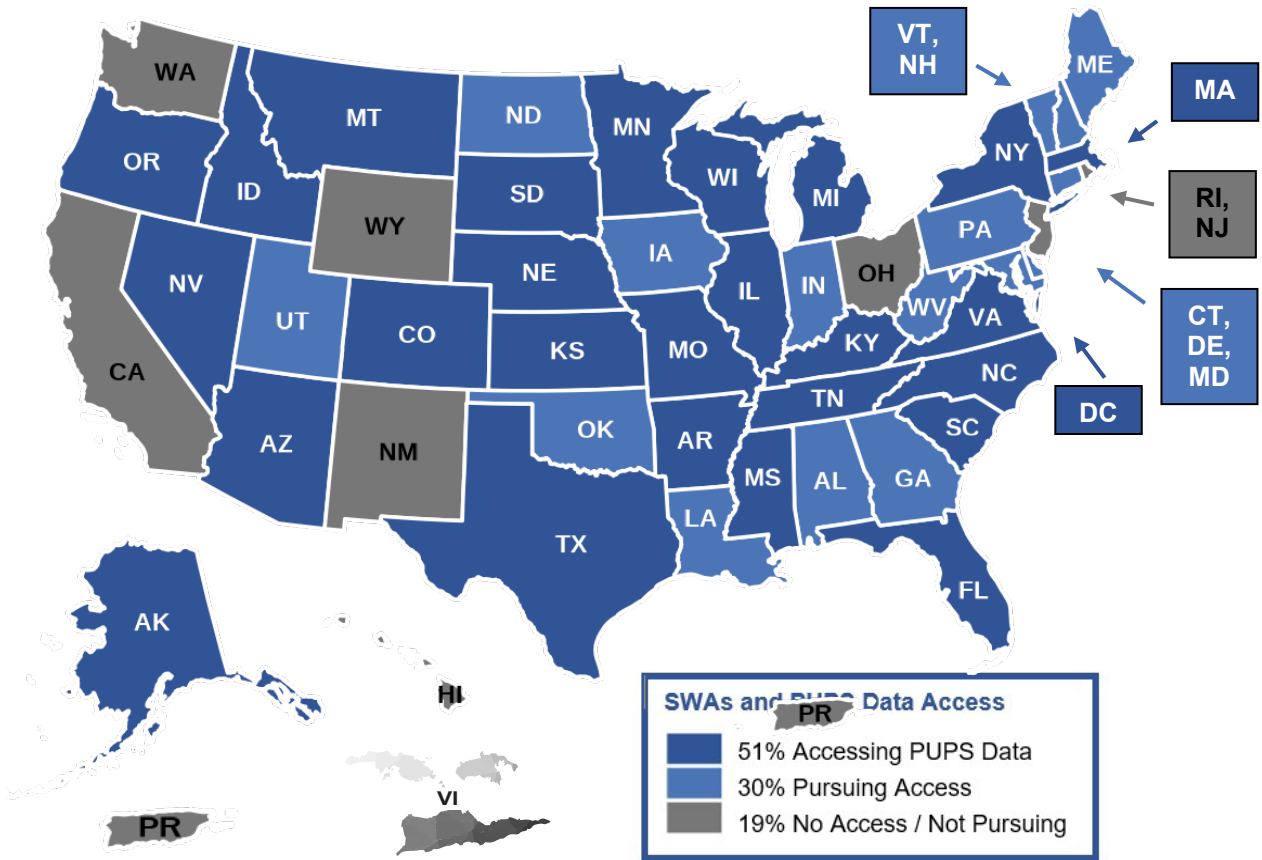 VT,
NH
ME
WA
MA
MT
ND
MN
OR
NY
ID
SD
WI
MI
RI,
NJ
WY
PA
IA
OH
NE
NV
IN
IL
WV
CT,
DE,
MD
UT
VA
CO
KY
KS
MO
CA
NC
TN
DC
OK
SC
AZ
AR
NM
MS
AL
GA
LA
TX
FL
AK
HI
SWAs and PUPS Data Access
PR
51% Accessing PUPS Data
30% Pursuing Access
VI
19% No Access / Not Pursuing
PR